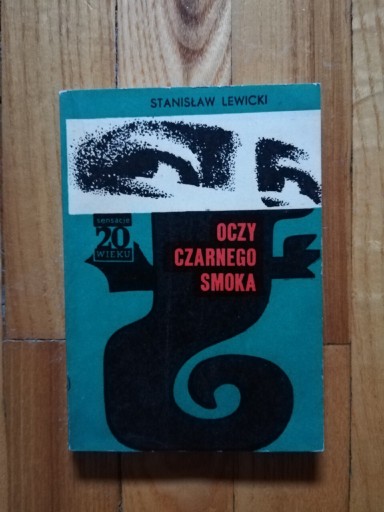 STANISŁAW LEWICKI
sensacje
20
WIEKU
OCZY
CZARNEGO
SMOKA